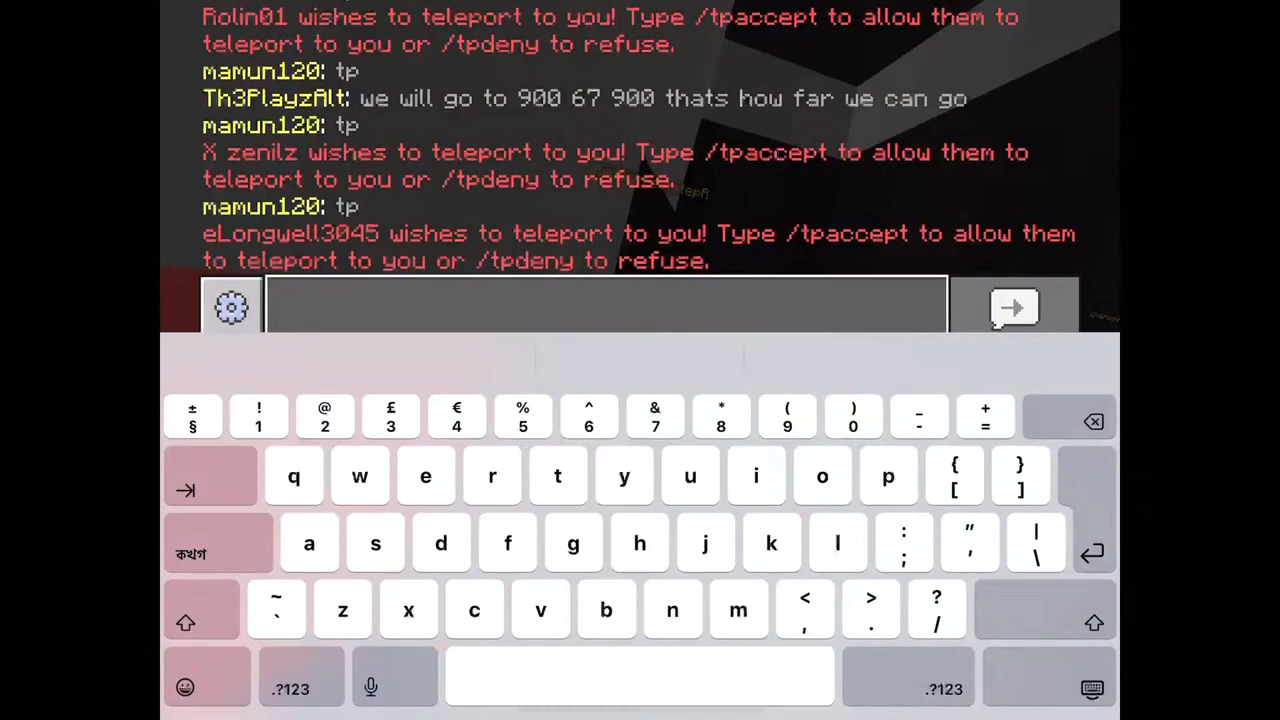 Rolin01 wishes to teleport to you! Type /tpaccept to allow them to
teleport to you or /tpdeny to refuse.
mamun120: tp
Th3PlayzAlt: we will go to 900 67 900 thats how far we can go
mamun120: tp
X zenilz wishes to teleport to you! Type /tpaccept to allow them to
teleport to you or /tpdeny to refuse.
mamun120: tp
eLongwell3045 wishes to teleport to you! Type /tpaccept to allow them
to teleport to you or /tpdeny to refuse.
± ! @ £ € % ^ & * ( ) _ +
§ 1 2 3 4 5 6 7 8 9 0 - =
q w e r t y u i o p { }
[ ]
a s d f g h j k l : " |
; ' \
কখগ
~ z x c v b n m < > ?
` , . /
.?123 .?123